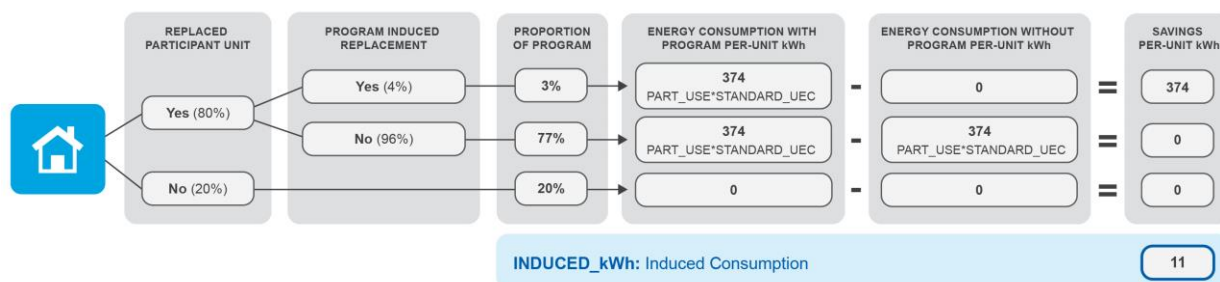 REPLACED
PARTICIPANT UNIT
PROGRAM INDUCED
REPLACEMENT
PROPORTION
OF PROGRAM
ENERGY CONSUMPTION WITH
PROGRAM PER-UNIT kWh
ENERGY CONSUMPTION WITHOUT
PROGRAM PER-UNIT kWh
SAVINGS
PER-UNIT kWh
Yes (80%)
Yes (4%)
3%
374
PART_USE*STANDARD_UEC
-
0
=
374
No (96%)
77%
374
PART_USE*STANDARD_UEC
-
374
PART_USE*STANDARD_UEC
=
0
No (20%)
20%
0
-
0
=
0
INDUCED_kWh: Induced Consumption
11